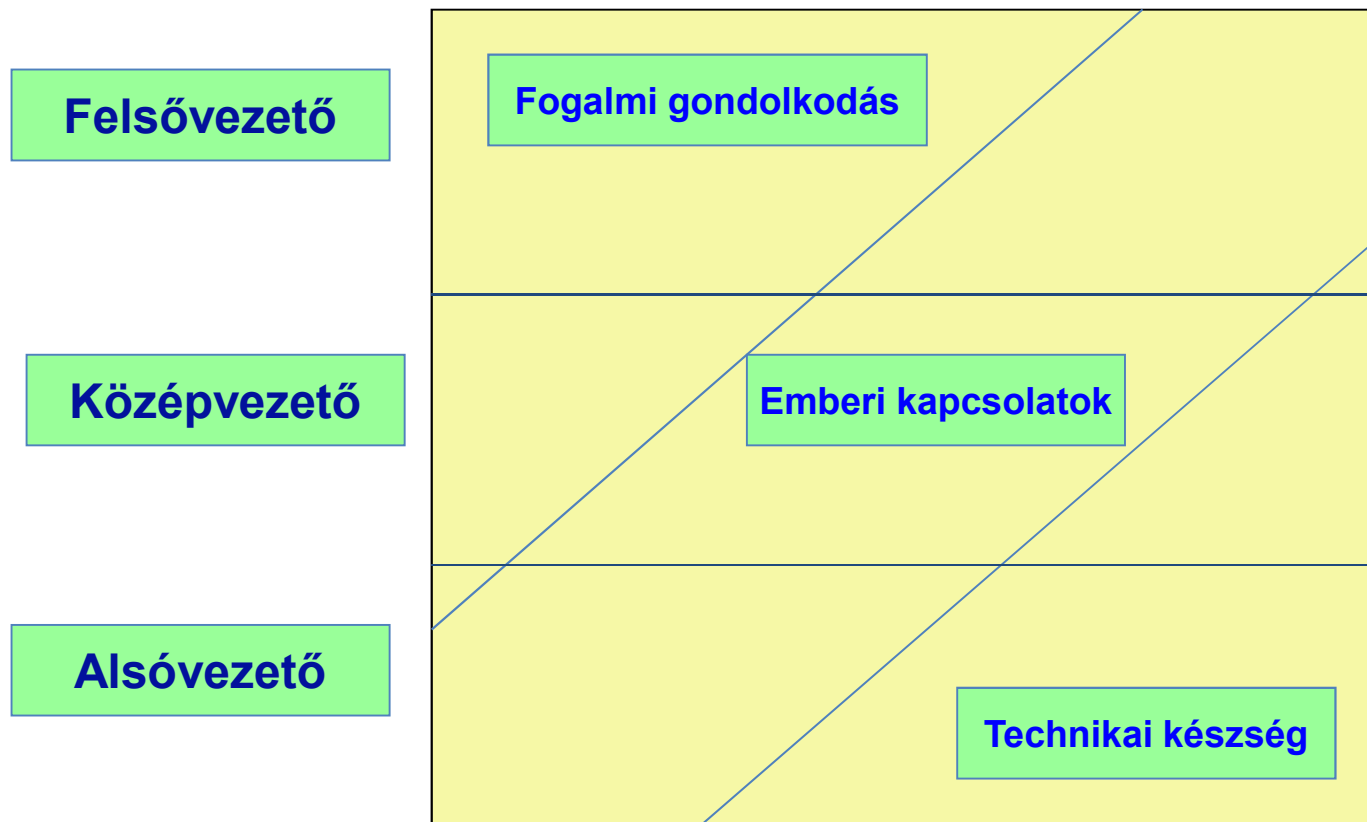 Felsővezető
Fogalmi gondolkodás
Középvezető
Emberi kapcsolatok
Alsóvezető
Technikai készség